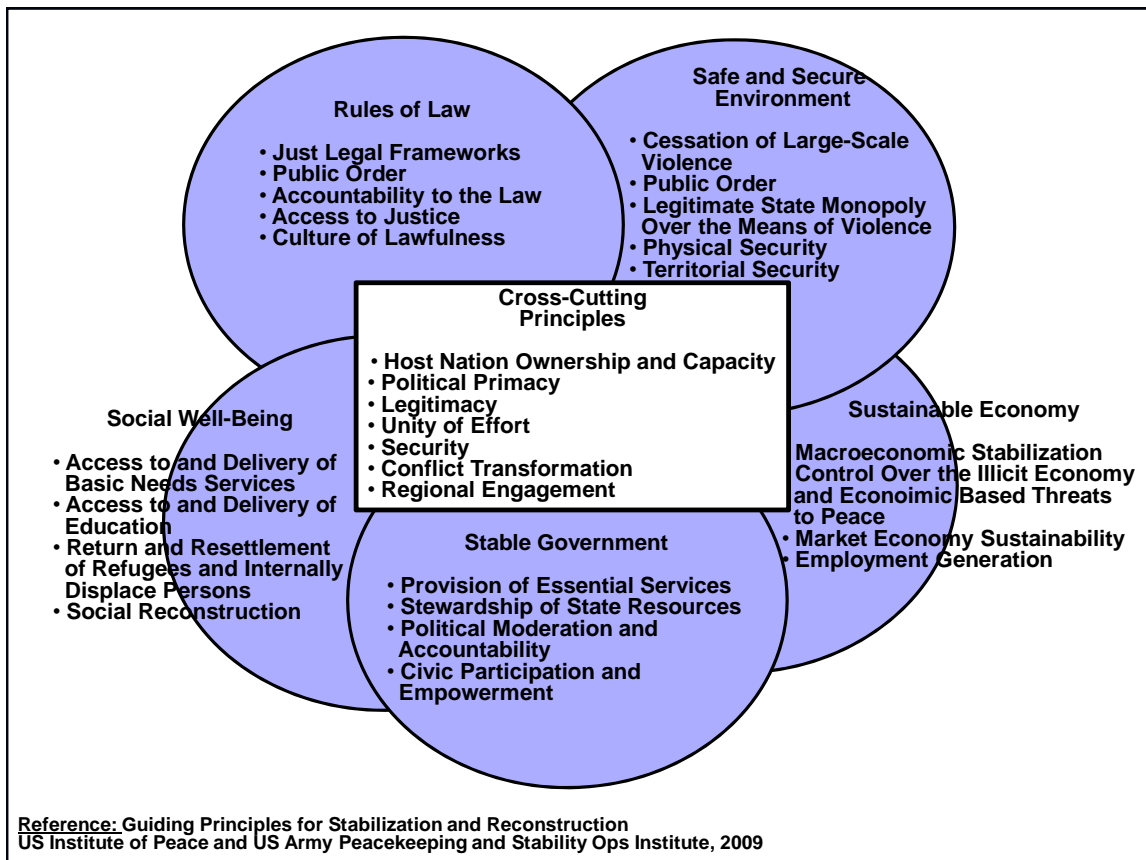 Rules of Law
• Just Legal Frameworks
• Public Order
• Accountability to the Law
• Access to Justice
• Culture of Lawfulness
Safe and Secure
Environment
• Cessation of Large-Scale
Violence
• Public Order
• Legitimate State Monopoly
Over the Means of Violence
• Physical Security
• Territorial Security
Cross-Cutting
Principles
• Host Nation Ownership and Capacity
• Political Primacy
• Legitimacy
• Unity of Effort
• Security
• Conflict Transformation
• Regional Engagement
Social Well-Being
• Access to and Delivery of
Basic Needs Services
• Access to and Delivery of
Education
• Return and Resettlement
of Refugees and Internally
Displace Persons
• Social Reconstruction
Stable Government
• Provision of Essential Services
• Stewardship of State Resources
• Political Moderation and
Accountability
• Civic Participation and
Empowerment
Sustainable Economy
• Macroeconomic Stabilization
• Control Over the Illicit Economy
and Econoimic Based Threats
to Peace
• Market Economy Sustainability
• Employment Generation
Reference: Guiding Principles for Stabilization and Reconstruction
US Institute of Peace and US Army Peacekeeping and Stability Ops Institute, 2009